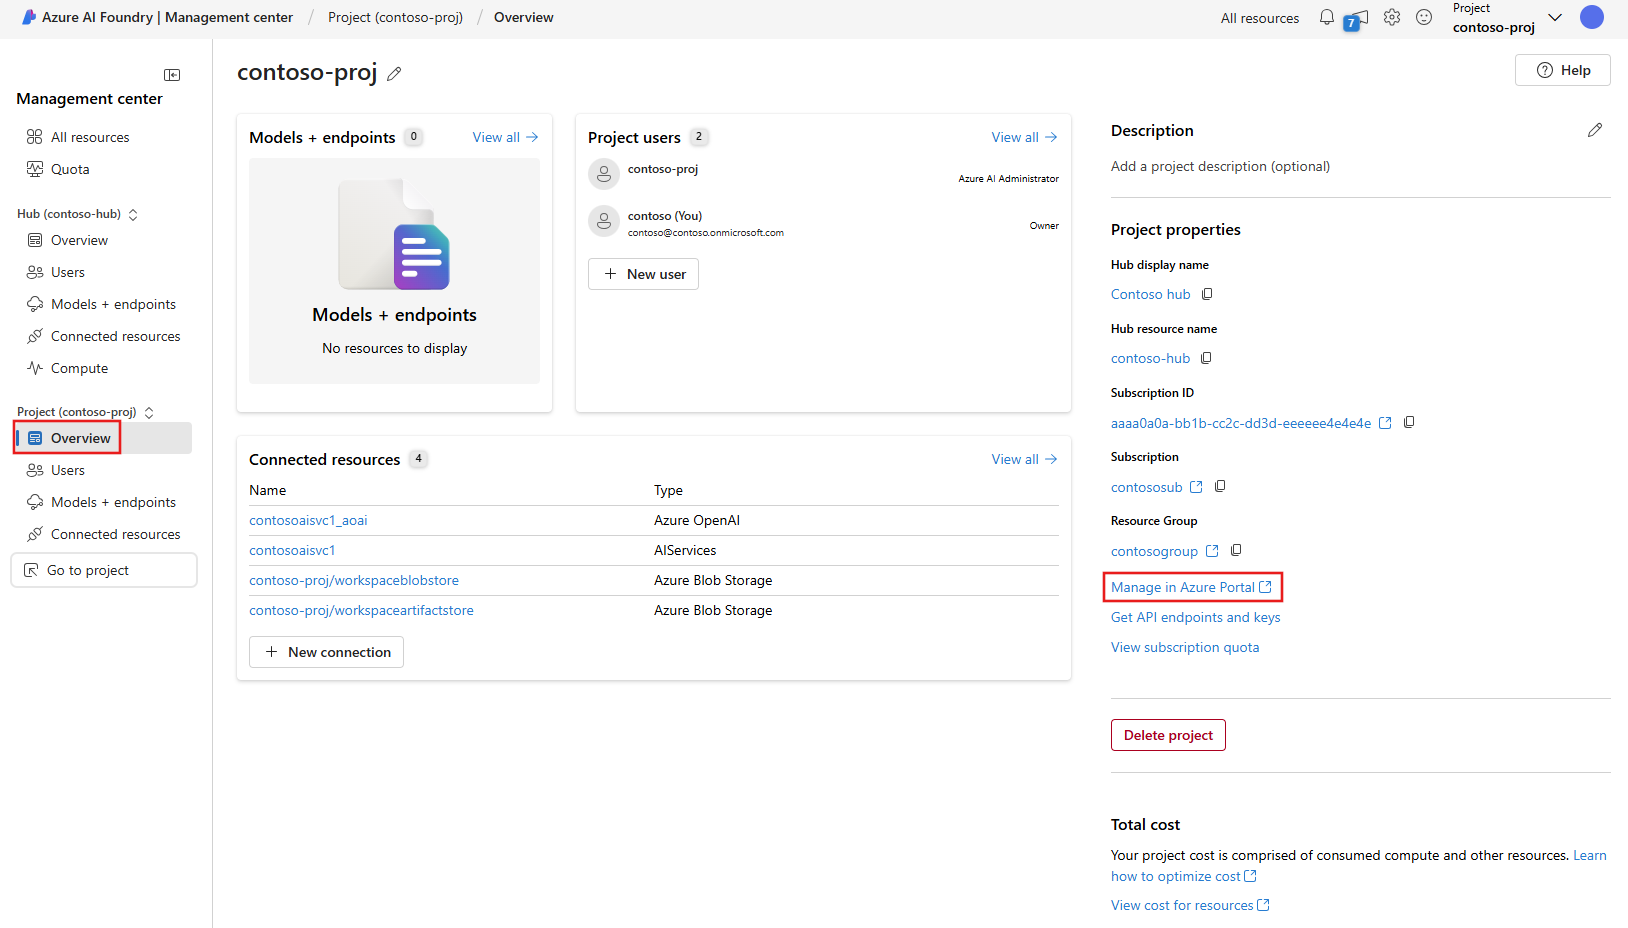 Azure AI Foundry | Management center / Project (contoso-proj) / Overview
All resources
7
Project
contoso-proj
Management center
All resources
Quota
Hub (contoso-hub)
Overview
Users
Models + endpoints
Connected resources
Compute
Project (contoso-proj)
Overview
Users
Models + endpoints
Connected resources
Go to project
contoso-proj
Help
Models + endpoints 0 View all
Models + endpoints
No resources to display
Project users 2 View all
contoso-proj
Azure AI Administrator
contoso (You)
contoso@contoso.onmicrosoft.com
Owner
New user
Connected resources 4 View all
Name Type
contosoaisvc1_aoai Azure OpenAI
contosoaisvc1 AIServices
contoso-proj/workspaceblobstore Azure Blob Storage
contoso-proj/workspaceartifactstore Azure Blob Storage
New connection
Description
Add a project description (optional)
Project properties
Hub display name
Contoso hub
Hub resource name
contoso-hub
Subscription ID
aaaa0a0a-bb1b-cc2c-dd3d-eeeeee4e4e4e
Subscription
contososub
Resource Group
contosogroup
Manage in Azure Portal
Get API endpoints and keys
View subscription quota
Delete project
Total cost
Your project cost is comprised of consumed compute and other resources. Learn
how to optimize cost
View cost for resources